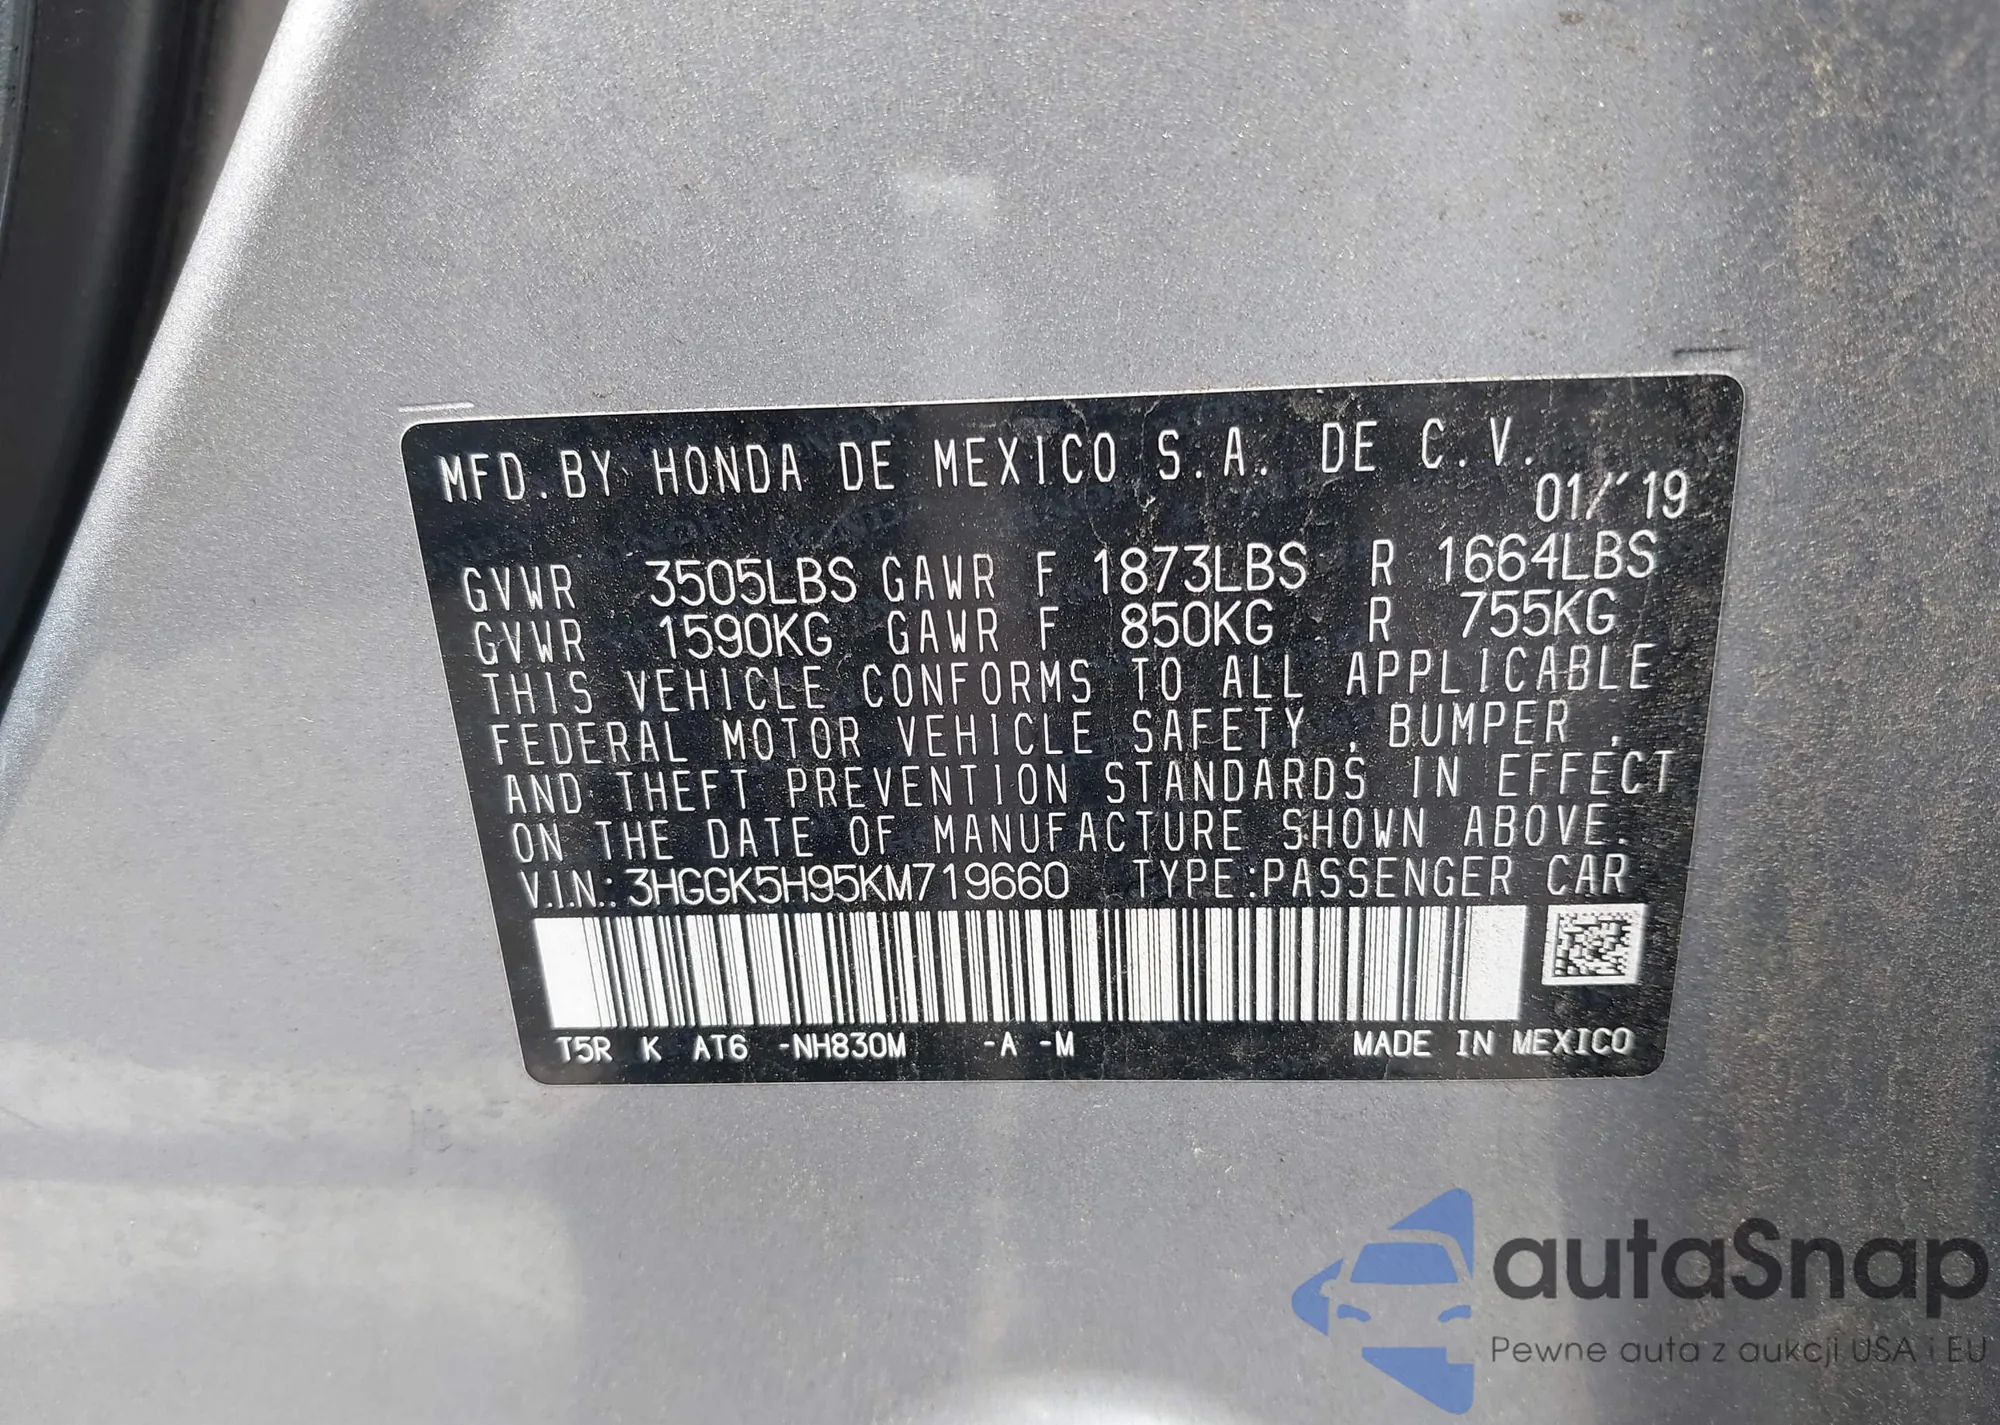 MFD. BY HONDA DE MEXICO S.A. DE C.V.
01/'19
GVWR 3505LBS GAWR F 1873LBS R 1664LBS
GVWR 1590KG GAWR F 850KG R 755KG
THIS VEHICLE CONFORMS TO ALL APPLICABLE
FEDERAL MOTOR VEHICLE SAFETY , BUMPER ,
AND THEFT PREVENTION STANDARDS IN EFFECT
ON THE DATE OF MANUFACTURE SHOWN ABOVE.
V.I.N.: 3HGGK5H95KM719660 TYPE:PASSENGER CAR
T5R K AT6 -NH830M -A -M MADE IN MEXICO
autaSnap
Pewne auta z aukcji USA i EU